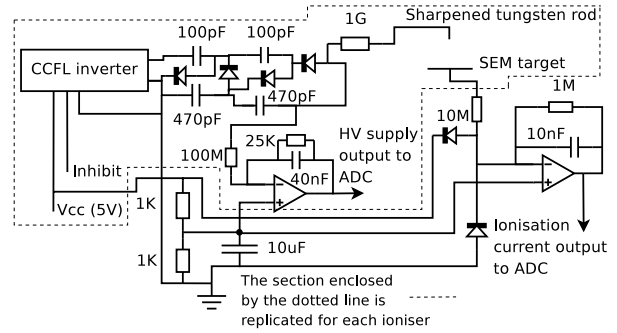 1G
Sharpened tungsten rod
100pF
100pF
CCFL inverter
SEM target
470pF
470pF
1M
10M
10nF
25K
HV supply
output to
ADC
100M
40nF
Inhibit
Vcc (5V)
1K
Ionisation
current output
to ADC
10uF
1K
The section enclosed
by the dotted line is
replicated for each ioniser